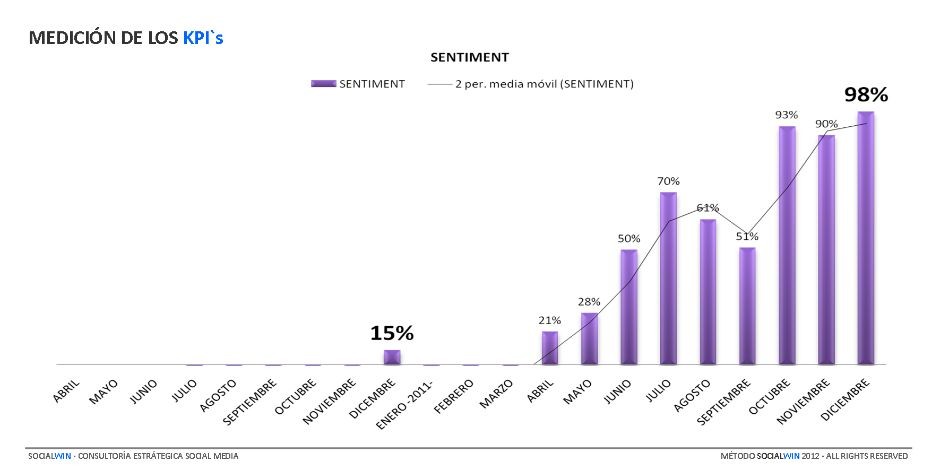 MEDICIÓN DE LOS KPI`s
SENTIMENT
SENTIMENT
2 per. media móvil (SENTIMENT)
98%
93%
90%
70%
61%
51%
50%
28%
21%
15%
ABRIL
MAYO
JUNIO
JULIO
AGOSTO
SEPTIEMBRE
OCTUBRE
NOVIEMBRE
DICEMBRE
ENERO -2011-
FEBRERO
MARZO
ABRIL
MAYO
JUNIO
JULIO
AGOSTO
SEPTIEMBRE
OCTUBRE
NOVIEMBRE
DICIEMBRE
SOCIALWIN - CONSULTORÍA ESTRÁTEGICA SOCIAL MEDIA
MÉTODO SOCIALWIN 2012 - ALL RIGHTS RESERVED